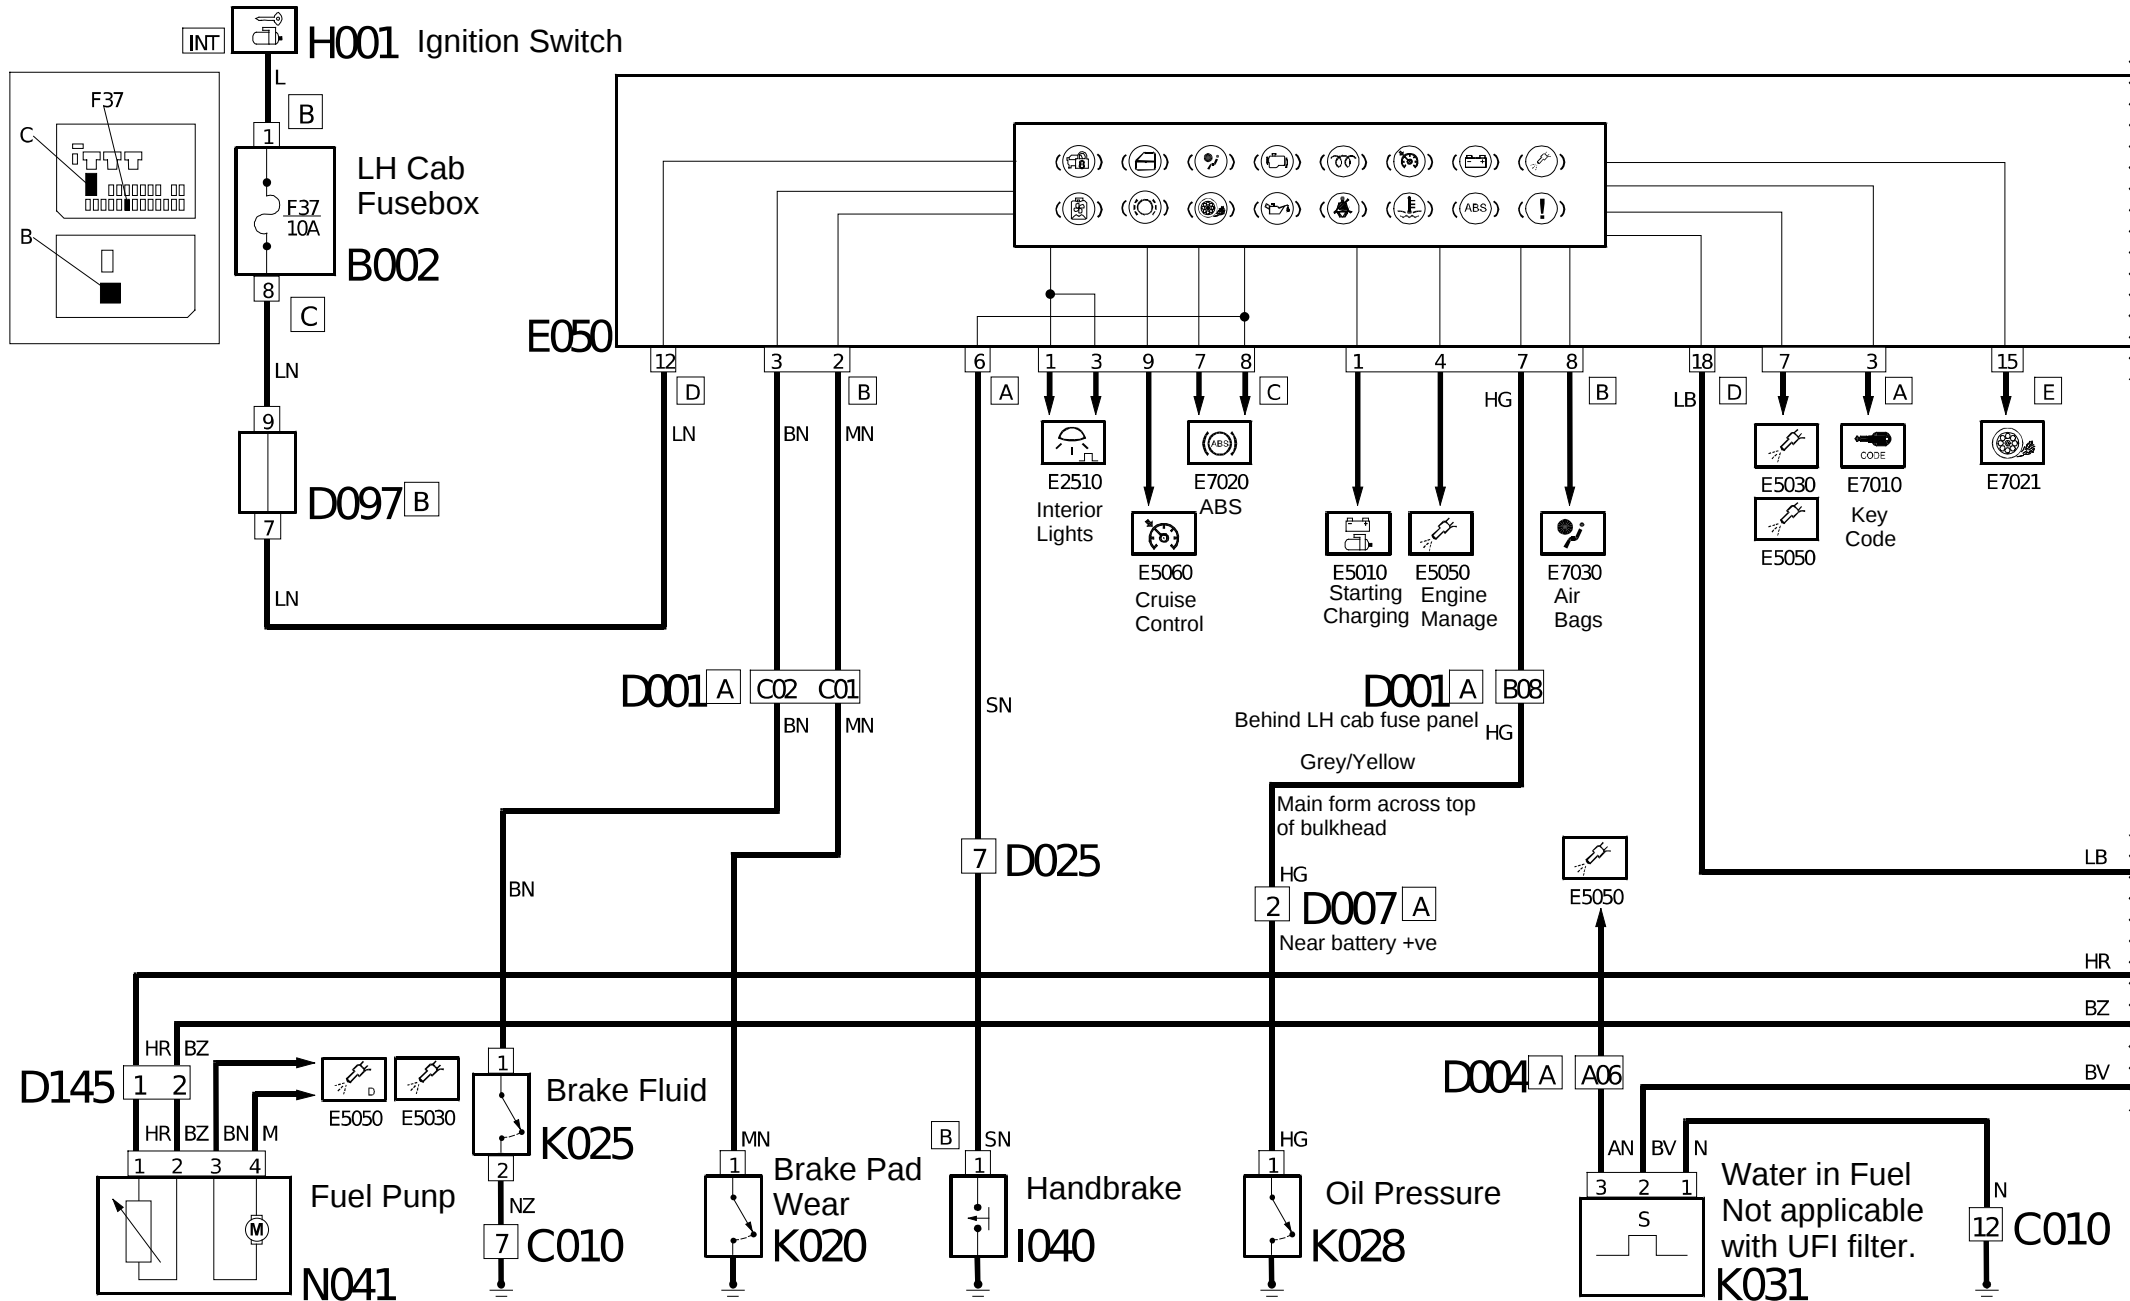 INT
H001 Ignition Switch
L
F37
C
B
B
1
F37
10A
LH Cab
Fusebox
B002
8
C
LN
9
D097 B
7
LN
ABS
!
E050
12 3 2 6 1 3 9 7 8 1 4 7 8 18 7 3 15
D B A C B D A E
LN BN MN HG LB
ABS
CODE
E2510
Interior
Lights
E7020
ABS
E5060
Cruise
Control
E5010
Starting
Charging
E5050
Engine
Manage
E7030
Air
Bags
E5030
E5050
E7010
Key
Code
E7021
D001 A C02 C01
BN MN
SN
D001 A B08
Behind LH cab fuse panel
HG
Grey/Yellow
Main form across top
of bulkhead
7 D025
BN
HG
2 D007 A
Near battery +ve
E5050
LB
HR
BZ
BV
HR BZ
D145 1 2
HR BZ BN M
D
E5050 E5030
1 2 3 4
M
Fuel Punp
N041
1
Brake Fluid
K025
2
NZ
7 C010
MN
1
Brake Pad
Wear
K020
B SN
1
Handbrake
I040
HG
1
Oil Pressure
K028
D004 A A06
AN BV N
3 2 1
S
Water in Fuel
Not applicable
with UFI filter.
K031
N
12 C010